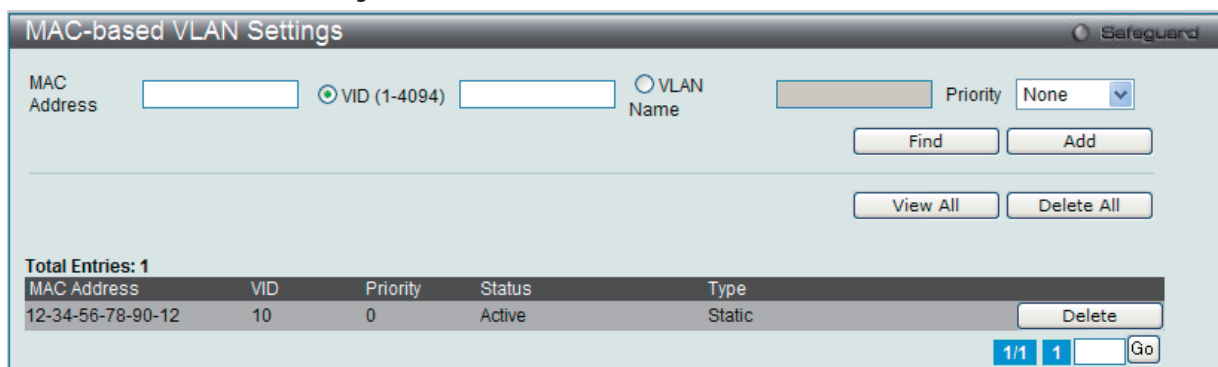 MAC-based VLAN Settings Safeguard
MAC Address VID (1-4094) VLAN Name Priority None
Find Add
View All Delete All
Total Entries: 1
MAC Address VID Priority Status Type
12-34-56-78-90-12 10 0 Active Static Delete
1/1 1 Go